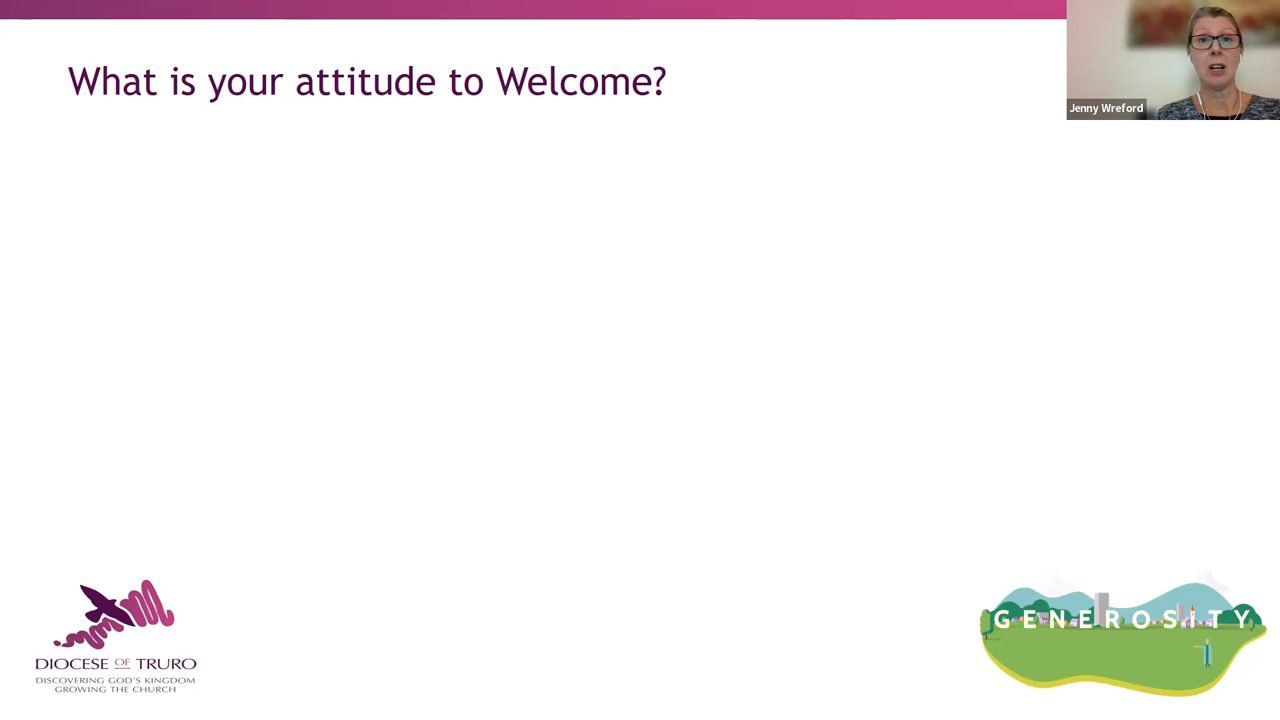 What is your attitude to Welcome?
Jenny Wreford
GENEROSITY
DIOCESE OF TRURO
DISCOVERING GOD'S KINGDOM
GROWING THE CHURCH